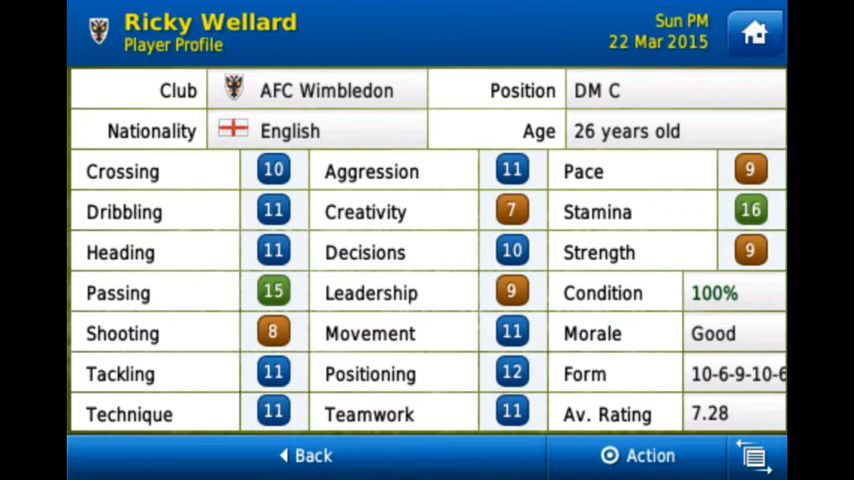 Ricky Wellard Sun PM
Player Profile 22 Mar 2015
Club AFC Wimbledon Position DM C
Nationality English Age 26 years old
Crossing 10 Aggression 11 Pace 9
Dribbling 11 Creativity 7 Stamina 16
Heading 11 Decisions 10 Strength 9
Passing 15 Leadership 9 Condition 100%
Shooting 8 Movement 11 Morale Good
Tackling 11 Positioning 12 Form 10-6-9-10-6
Technique 11 Teamwork 11 Av. Rating 7.28
Back Action